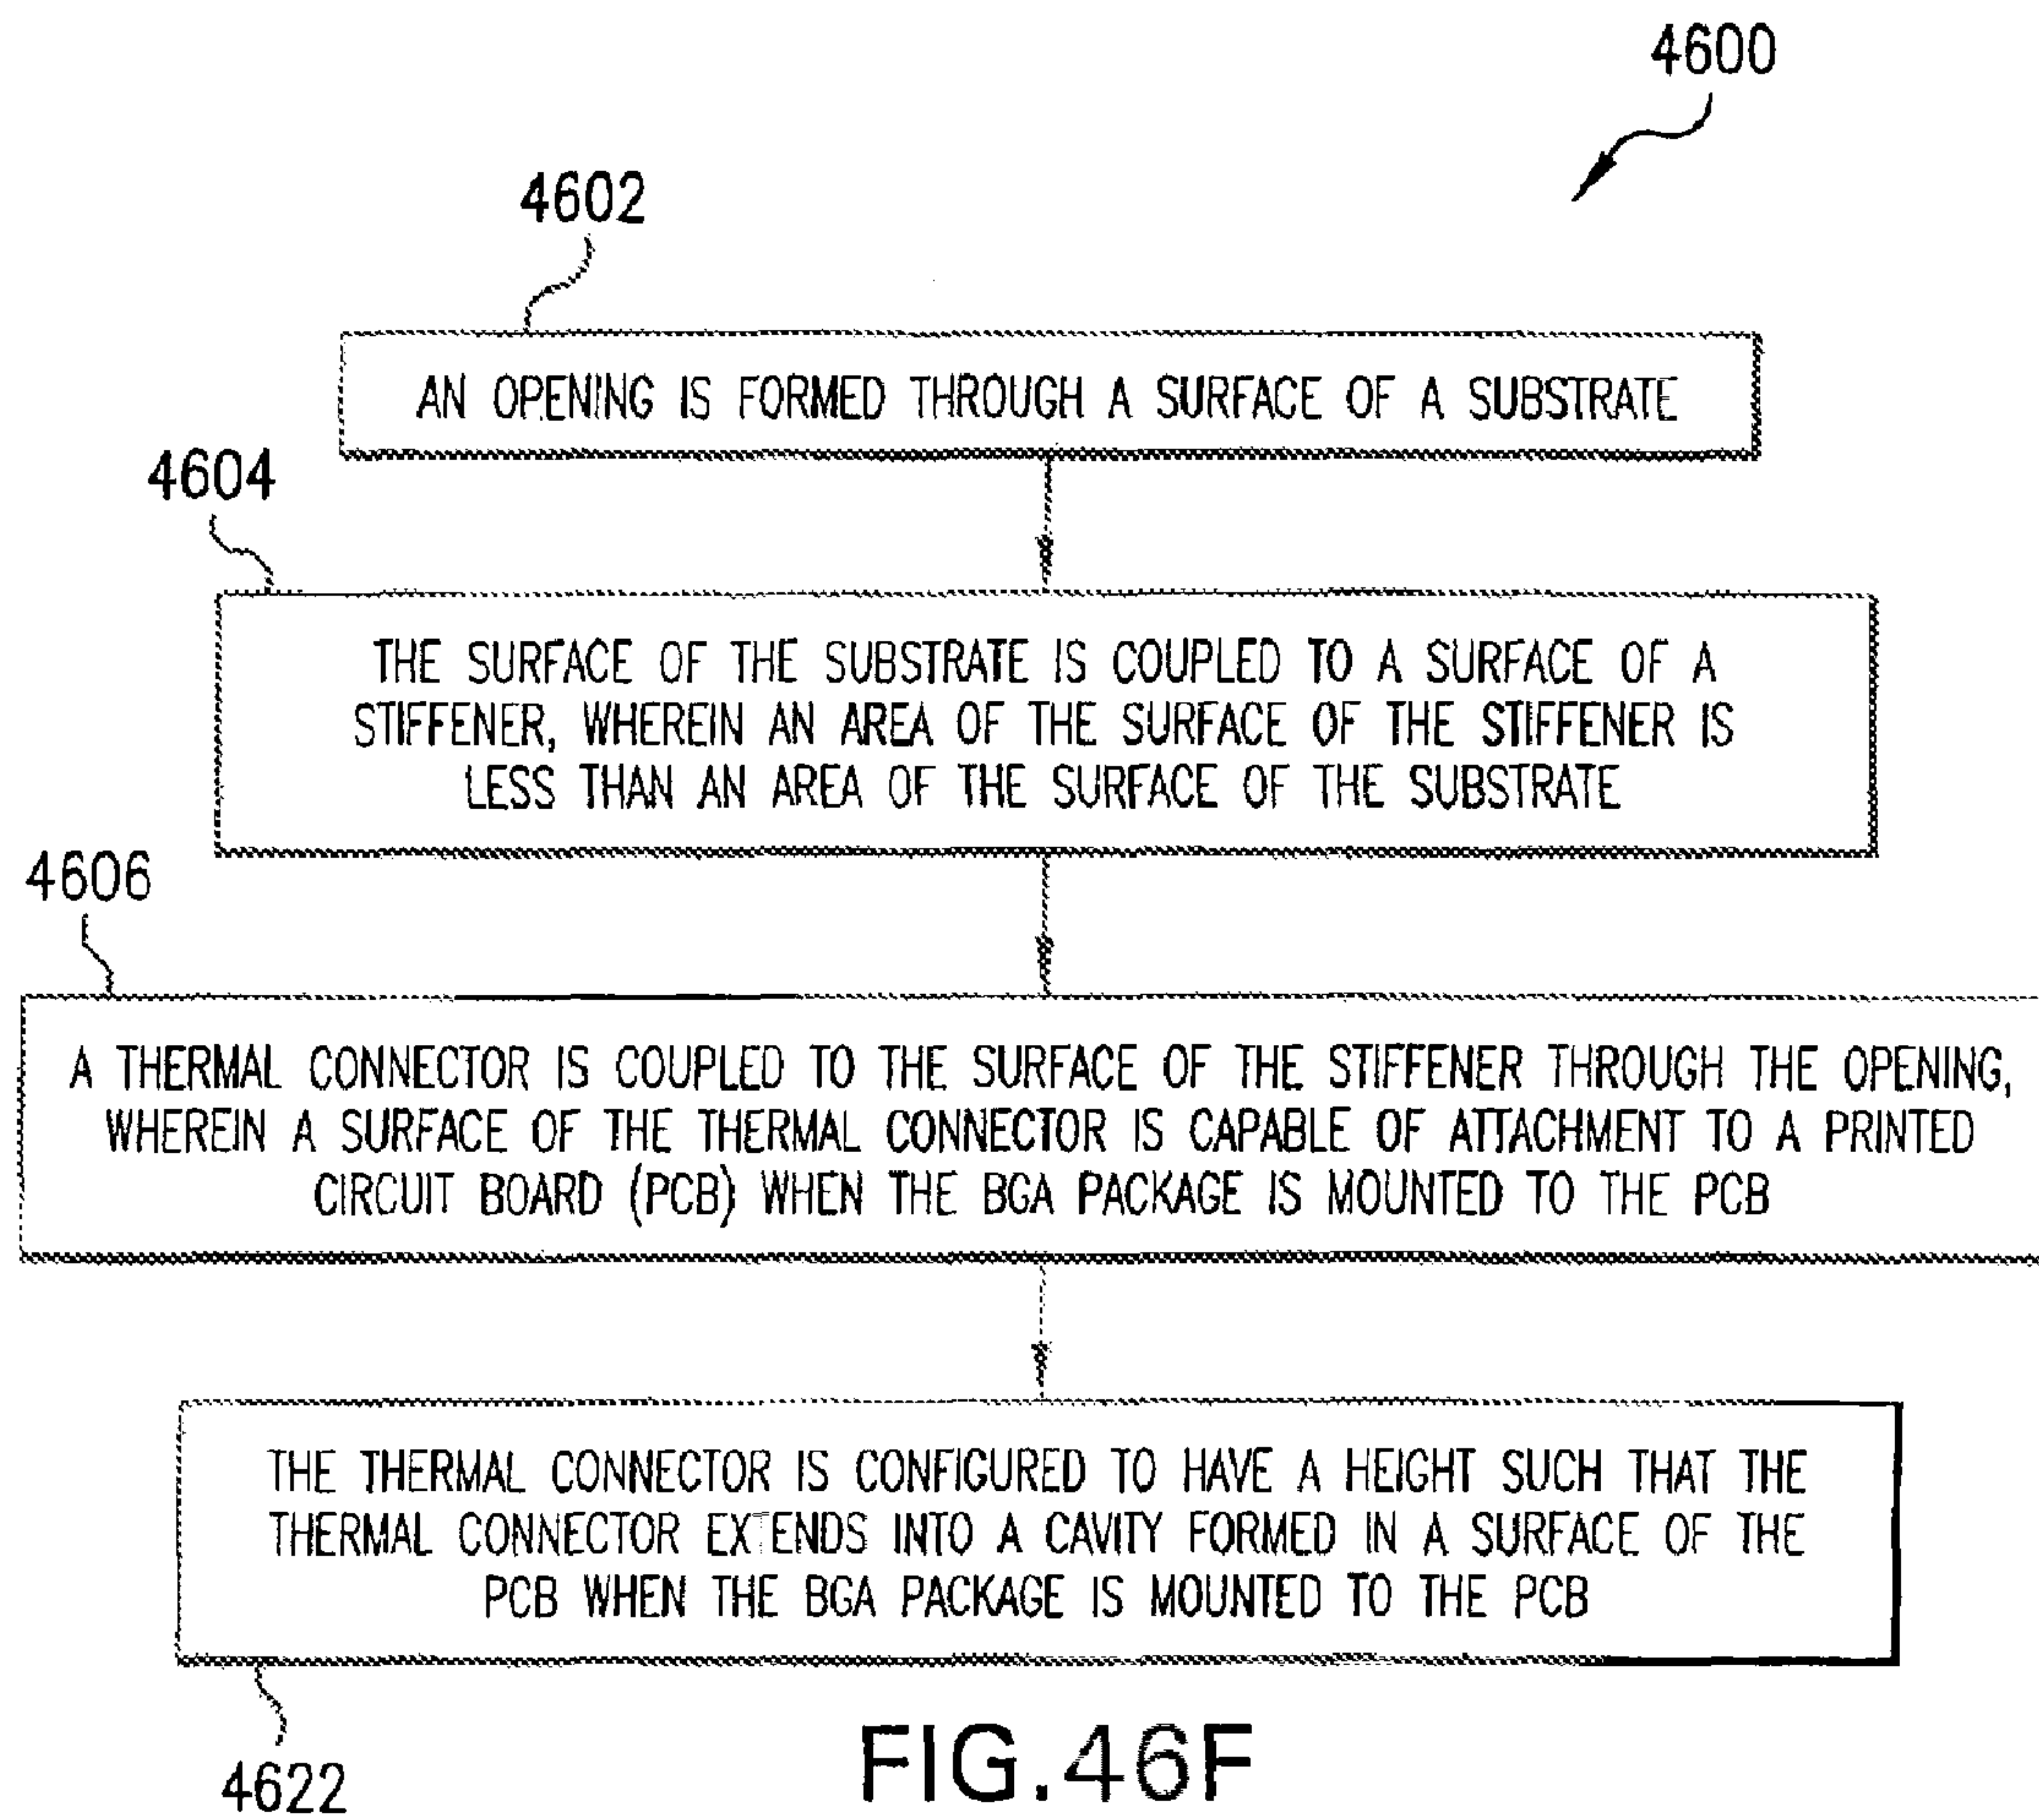 4600
4602
AN OPENING IS FORMED THROUGH A SURFACE OF A SUBSTRATE
4604
THE SURFACE OF THE SUBSTRATE IS COUPLED TO A SURFACE OF A
STIFFENER, WHEREIN AN AREA OF THE SURFACE OF THE STIFFENER IS
LESS THAN AN AREA OF THE SURFACE OF THE SUBSTRATE
4606
A THERMAL CONNECTOR IS COUPLED TO THE SURFACE OF THE STIFFENER THROUGH THE OPENING,
WHEREIN A SURFACE OF THE THERMAL CONNECTOR IS CAPABLE OF ATTACHMENT TO A PRINTED
CIRCUIT BOARD (PCB) WHEN THE BGA PACKAGE IS MOUNTED TO THE PCB
THE THERMAL CONNECTOR IS CONFIGURED TO HAVE A HEIGHT SUCH THAT THE
THERMAL CONNECTOR EXTENDS INTO A CAVITY FORMED IN A SURFACE OF THE
PCB WHEN THE BGA PACKAGE IS MOUNTED TO THE PCB
4622
FIG.46F